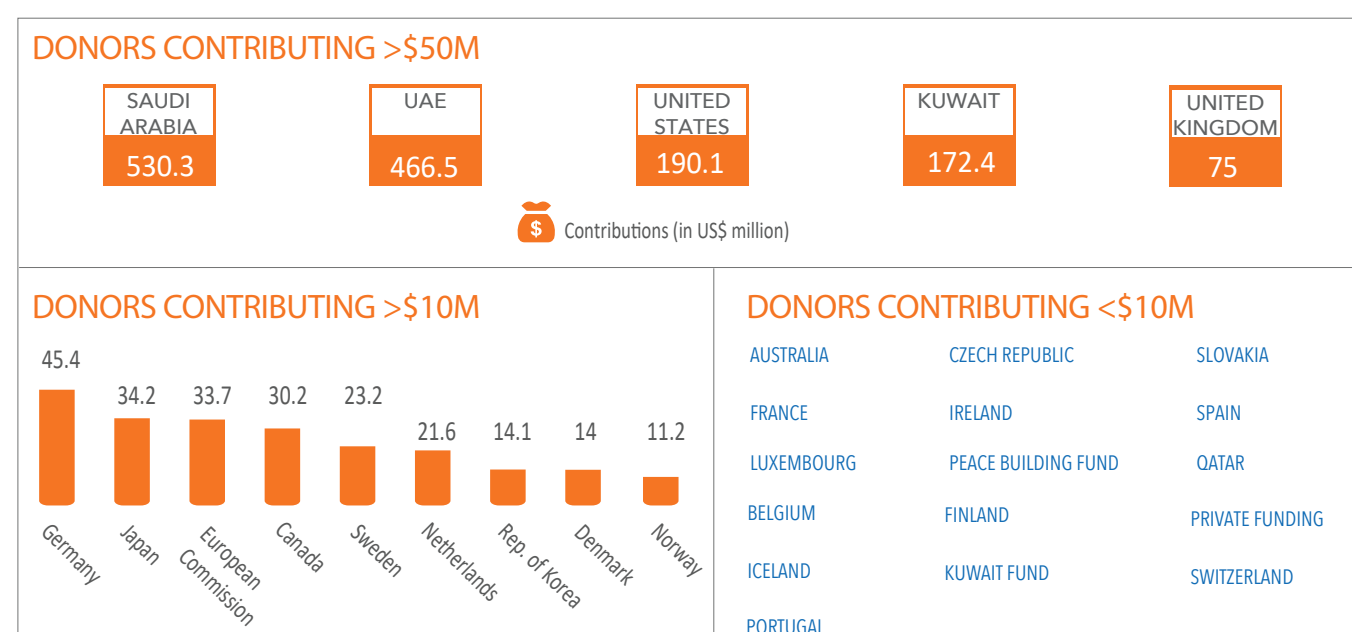 DONORS CONTRIBUTING >$50M
SAUDI
ARABIA
530.3
UAE
466.5
UNITED
STATES
190.1
KUWAIT
172.4
UNITED
KINGDOM
75
$
Contributions (in US$ million)
DONORS CONTRIBUTING >$10M
45.4
34.2
33.7
30.2
23.2
21.6
14.1
14
11.2
Germany
Japan
European
Commission
Canada
Sweden
Netherlands
Rep. of Korea
Denmark
Norway
DONORS CONTRIBUTING <$10M
AUSTRALIA
CZECH REPUBLIC
SLOVAKIA
FRANCE
IRELAND
SPAIN
LUXEMBOURG
PEACE BUILDING FUND
QATAR
BELGIUM
FINLAND
PRIVATE FUNDING
ICELAND
KUWAIT FUND
SWITZERLAND
PORTUGAL